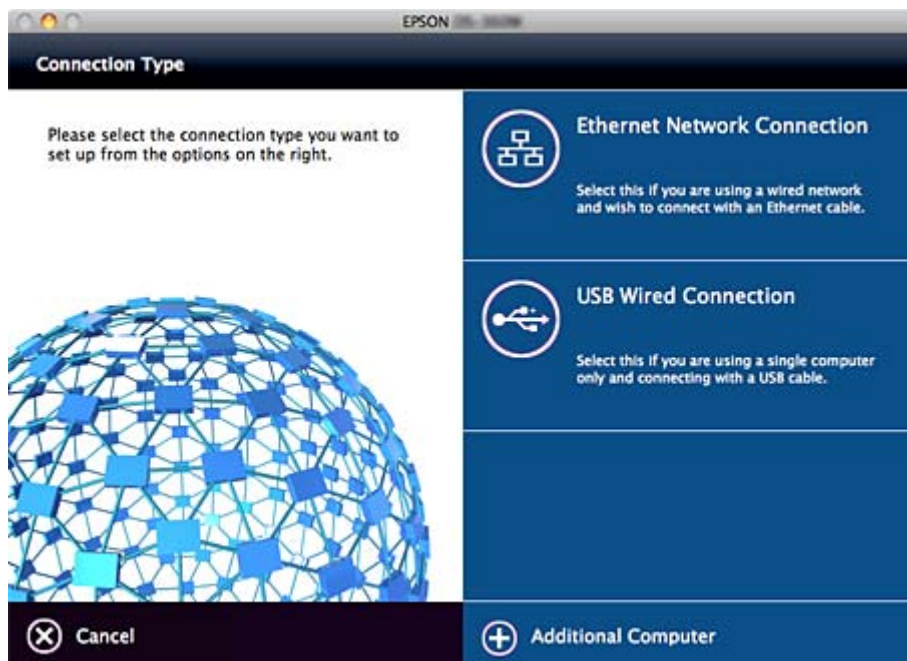 EPSON
Connection Type
Please select the connection type you want to
set up from the options on the right.
Ethernet Network Connection
Select this if you are using a wired network
and wish to connect with an Ethernet cable.
USB Wired Connection
Select this if you are using a single computer
only and connecting with a USB cable.
Cancel
Additional Computer